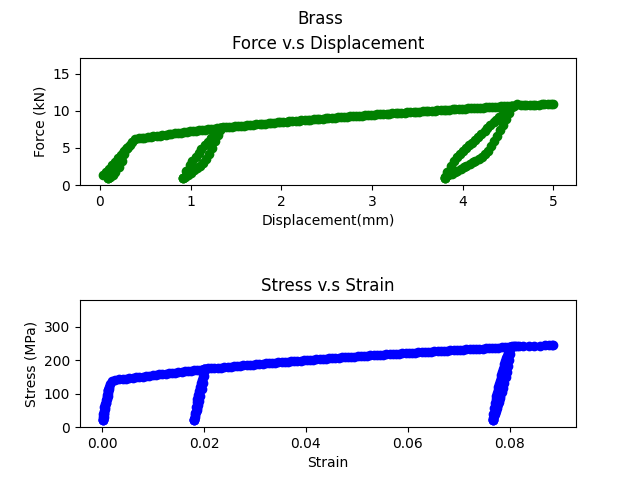 Brass
Force v.s Displacement
15
10
5
0
Force (kN)
0 1 2 3 4 5
Displacement(mm)
Stress v.s Strain
300
200
100
0
Stress (MPa)
0.00 0.02 0.04 0.06 0.08
Strain